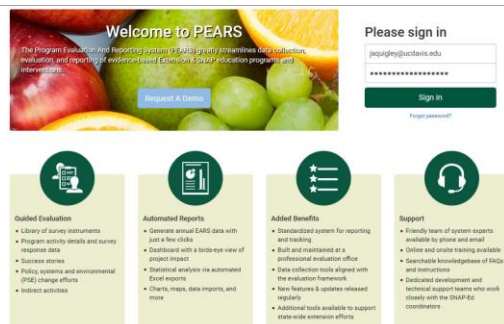 Welcome to PEARS
The Program Evaluation And Reporting System (PEARS) greatly streamlines data collection,
evaluation, and reporting of evidence-based Extension & SNAP education programs and
interventions.
Request A Demo
Please sign in
jaquigley@ucdavis.edu
••••••••••••••••••
Sign in
Forgot password?
Guided Evaluation
• Library of survey instruments
• Program activity details and survey
response data
• Success stories
• Policy, systems and environmental
(PSE) change efforts
• Indirect activities
Automated Reports
• Generate annual EARS data with
just a few clicks
• Dashboard with a birds-eye view of
project impact
• Statistical analysis via automated
Excel exports
• Charts, maps, data imports, and
more
Added Benefits
• Standardized system for reporting
and tracking
• Built and maintained at a
professional evaluation office
• Data collection tools aligned with
the evaluation framework
• New features & updates released
regularly
• Additional tools available to support
state-wide extension efforts
Support
• Friendly team of system experts
available by phone and email
• Online and onsite training available
• Searchable knowledgebase of FAQs
and instructions
• Dedicated development and
technical support teams who work
closely with the SNAP-Ed
coordinators